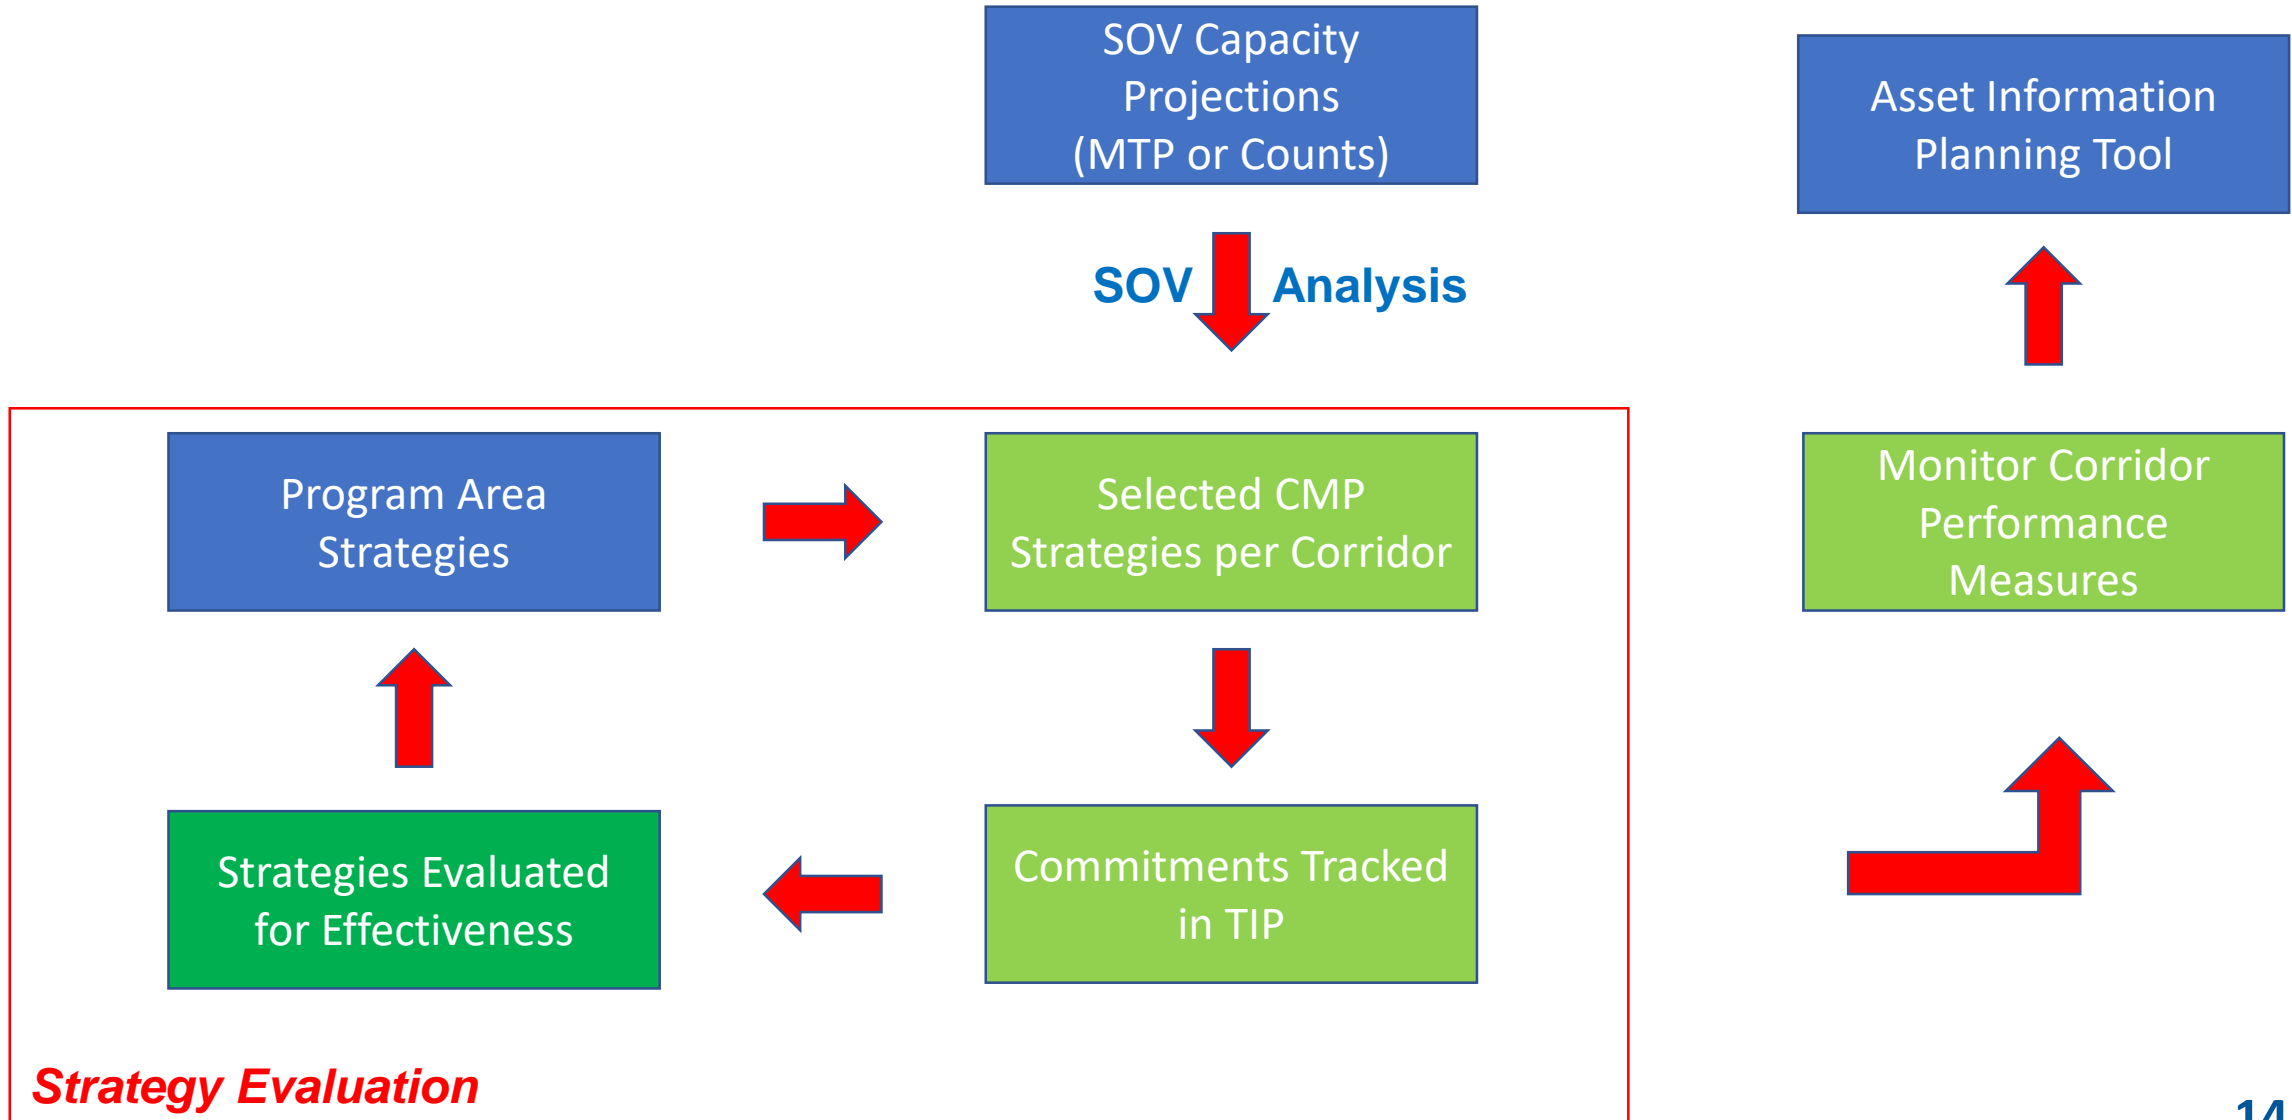 SOV Capacity
Projections
(MTP or Counts)
Asset Information
Planning Tool
SOV Analysis
Program Area
Strategies
Selected CMP
Strategies per Corridor
Monitor Corridor
Performance
Measures
Strategies Evaluated
for Effectiveness
Commitments Tracked
in TIP
Strategy Evaluation
14